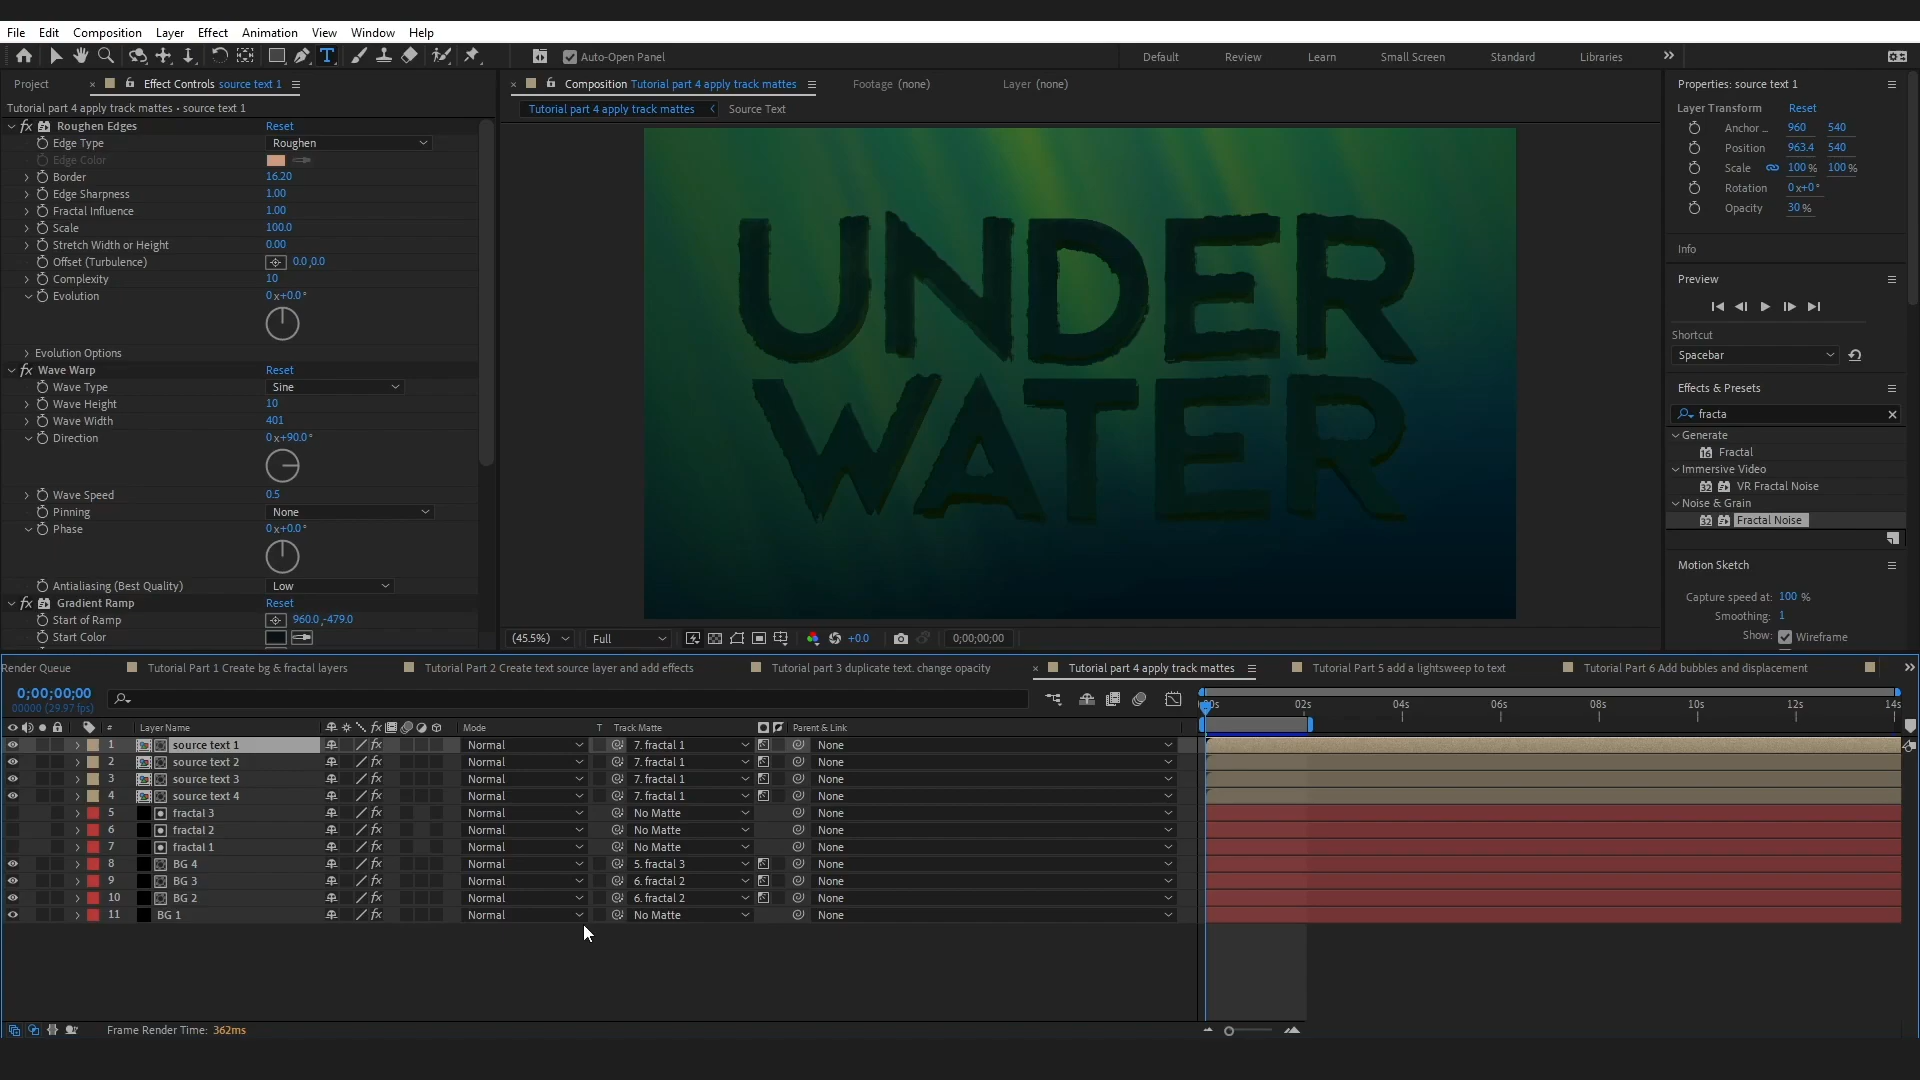 File Edit Composition Layer Effect Animation View Window Help
Auto-Open Panel
Default Review Learn Small Screen Standard Libraries
Project
Effect Controls source text 1
Tutorial part 4 apply track mattes • source text 1
Roughen Edges Reset
Edge Type Roughen
Edge Color
Border 16.20
Edge Sharpness 1.00
Fractal Influence 1.00
Scale 100.0
Stretch Width or Height 0.00
Offset (Turbulence) 0.0,0.0
Complexity 10
Evolution 0x+0.0°
Evolution Options
Wave Warp Reset
Wave Type Sine
Wave Height 10
Wave Width 401
Direction 0x+90.0°
Wave Speed 0.5
Pinning None
Phase 0x+0.0°
Antialiasing (Best Quality) Low
Gradient Ramp Reset
Start of Ramp 960.0,-479.0
Start Color
Composition Tutorial part 4 apply track mattes
Footage (none)
Layer (none)
Tutorial part 4 apply track mattes
Source Text
UNDER
WATER
(45.5%) Full +0.0 0;00;00;00
Properties: source text 1
Layer Transform Reset
Anchor .. 960 540
Position 963.4 540
Scale 100 % 100 %
Rotation 0x+0°
Opacity 30 %
Info
Preview
Shortcut
Spacebar
Effects & Presets
fracta
Generate
Fractal
Immersive Video
VR Fractal Noise
Noise & Grain
Fractal Noise
Motion Sketch
Capture speed at: 100 %
Smoothing: 1
Show: Wireframe
Render Queue
Tutorial Part 1 Create bg & fractal layers
Tutorial Part 2 Create text source layer and add effects
Tutorial part 3 duplicate text. change opacity
Tutorial part 4 apply track mattes
Tutorial Part 5 add a lightsweep to text
Tutorial Part 6 Add bubbles and displacement
0;00;00;00
00000 (29.97 fps)
# Layer Name Mode T Track Matte Parent & Link
00s 02s 04s 06s 08s 10s 12s 14s
1 source text 1 Normal 7. fractal 1 None
2 source text 2 Normal 7. fractal 1 None
3 source text 3 Normal 7. fractal 1 None
4 source text 4 Normal 7. fractal 1 None
5 fractal 3 Normal No Matte None
6 fractal 2 Normal No Matte None
7 fractal 1 Normal No Matte None
8 BG 4 Normal 5. fractal 3 None
9 BG 3 Normal 6. fractal 2 None
10 BG 2 Normal 6. fractal 2 None
11 BG 1 Normal No Matte None
Frame Render Time: 362ms